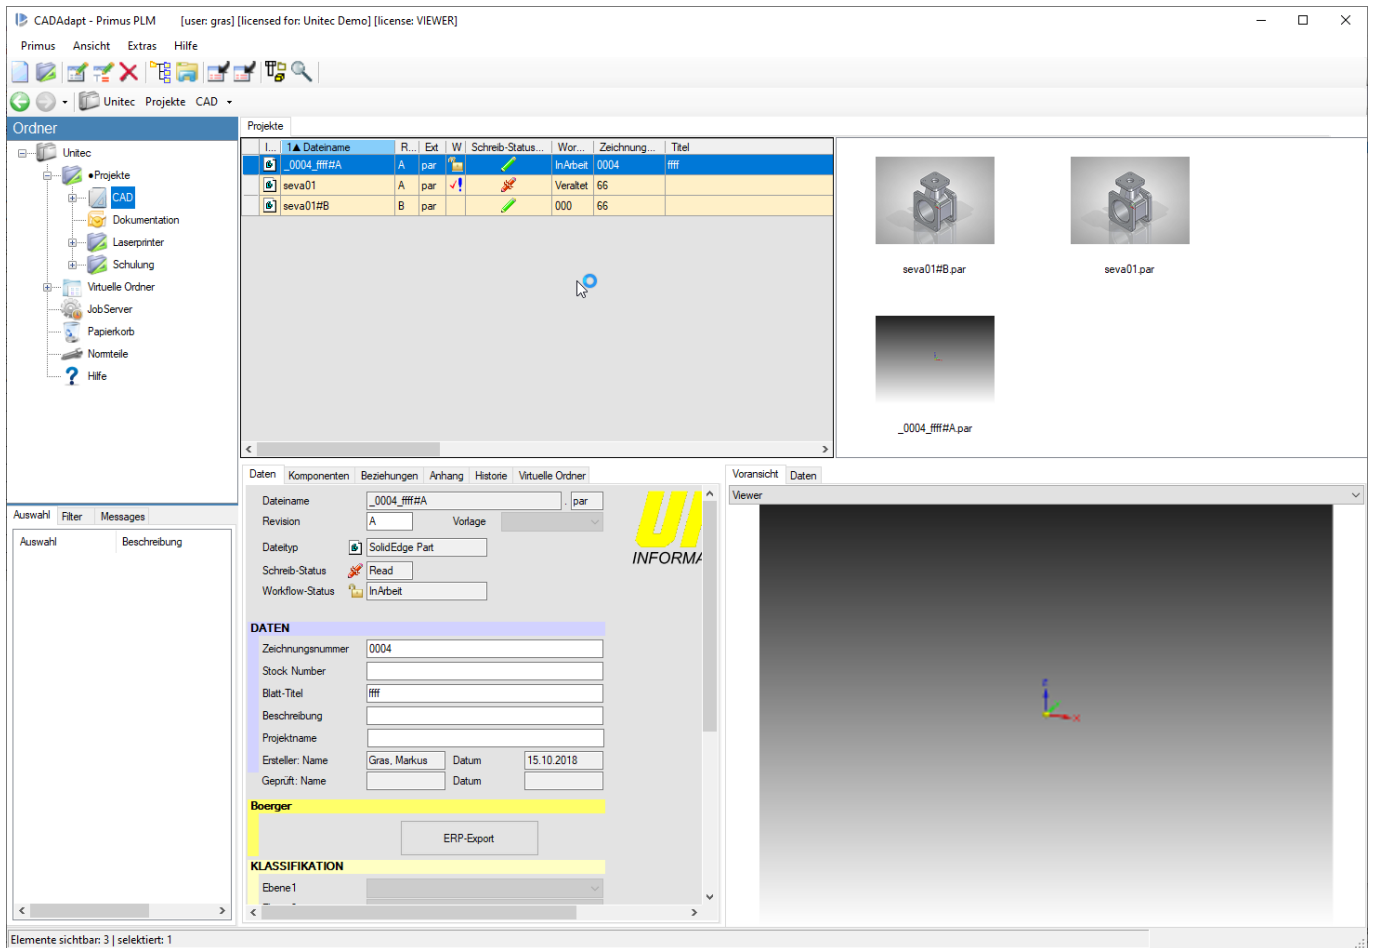 CADAdapt - Primus PLM [user: gras] [licensed for: Unitec Demo] [license: VIEWER]
Primus Ansicht Extras Hilfe
Unitec Projekte CAD
Ordner
Unitec
●Projekte
CAD
Dokumentation
Laserprinter
Schulung
Virtuelle Ordner
JobServer
Papierkorb
Normteile
Hilfe
Projekte
I... 1▲ Dateiname R... Ext W Schreib-Status... Wor... Zeichnung... Titel
_0004_ffff#A A par InArbeit 0004 ffff
seva01 A par Veraltet 66
seva01#B B par 000 66
seva01#B.par seva01.par
_0004_ffff#A.par
Auswahl Filter Messages
Auswahl Beschreibung
Daten Komponenten Beziehungen Anhang Historie Virtuelle Ordner
Dateiname _0004_ffff#A . par
Revision A Vorlage
Dateityp SolidEdge Part
Schreib-Status Read
Workflow-Status InArbeit
INFORMA
DATEN
Zeichnungsnummer 0004
Stock Number
Blatt-Titel ffff
Beschreibung
Projektname
Ersteller: Name Gras, Markus Datum 15.10.2018
Geprüft: Name Datum
Boerger
ERP-Export
KLASSIFIKATION
Ebene1
Voransicht Daten
Viewer
z
x
Elemente sichtbar: 3 | selektiert: 1